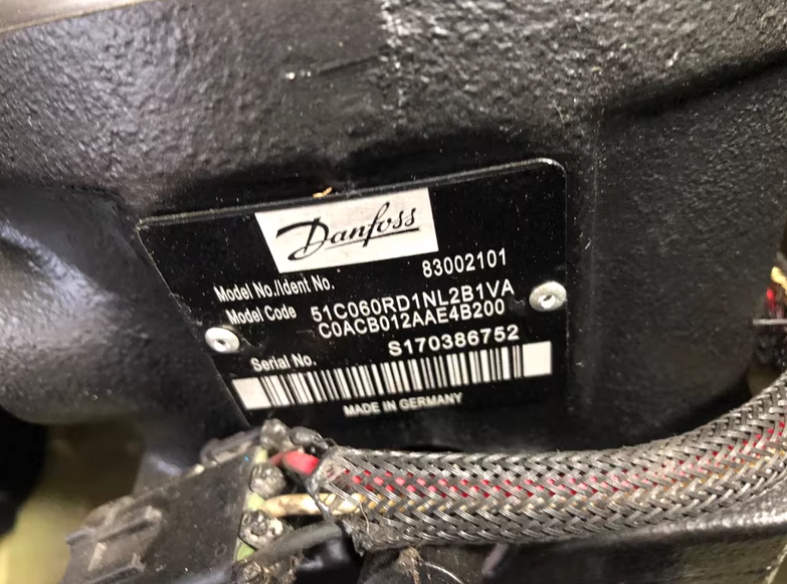 Danfoss
Model No./Ident No. 83002101
Model Code 51C060RD1NL2B1VA
C0ACB012AAE4B200
Serial No. S170386752
MADE IN GERMANY